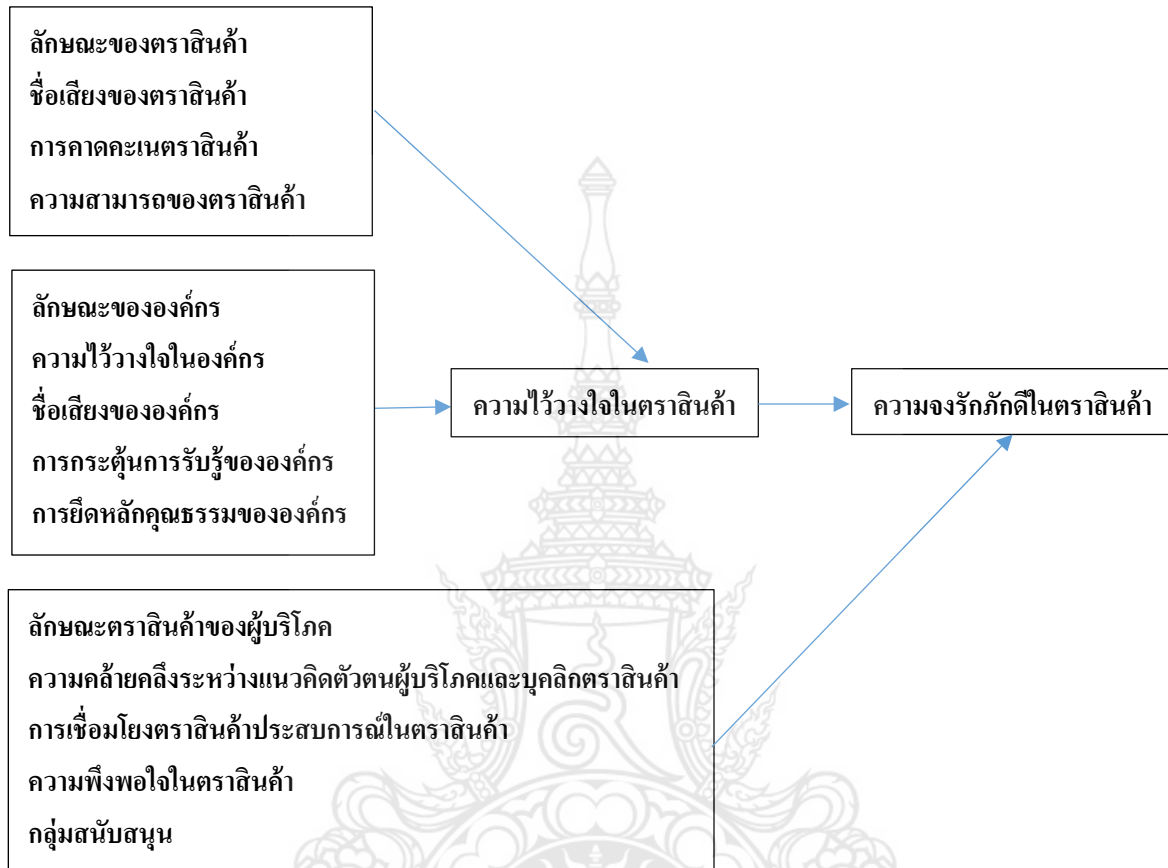 ลักษณะของตราสินค้า
ชื่อเสียงของตราสินค้า
การคาดคะเนตราสินค้า
ความสามารถของตราสินค้า
ลักษณะขององค์กร
ความไว้วางใจในองค์กร
ชื่อเสียงขององค์กร
การกระตุ้นการรับรู้ขององค์กร
การยึดหลักคุณธรรมขององค์กร
ความไว้วางใจในตราสินค้า
ความจงรักภักดีในตราสินค้า
ลักษณะตราสินค้าของผู้บริโภค
ความคล้ายคลึงระหว่างแนวคิดตัวตนผู้บริโภคและบุคลิกตราสินค้า
การเชื่อมโยงตราสินค้าประสบการณ์ในตราสินค้า
ความพึงพอใจในตราสินค้า
กลุ่มสนับสนุน